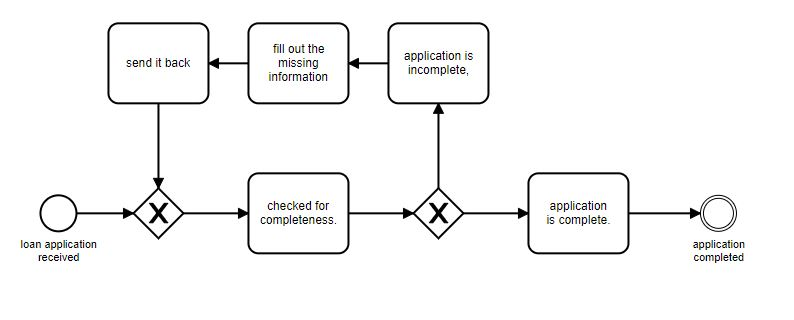 send it back
fill out the
missing
information
application is
incomplete,
loan application
received
X
checked for
completeness.
X
application
is complete.
application
completed